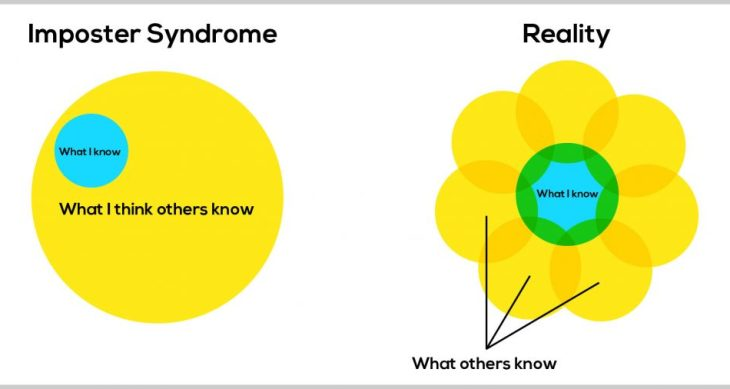 Imposter Syndrome
What I know
What I think others know
Reality
What I know
What others know